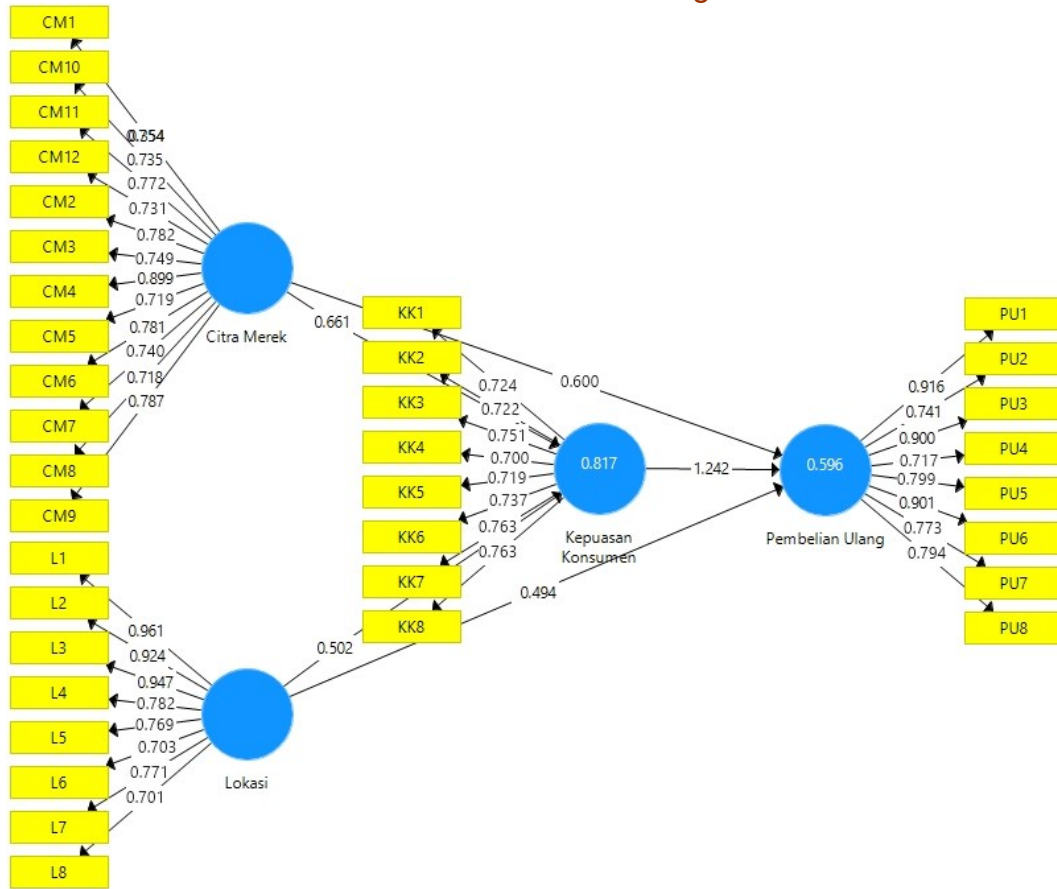 CM1
CM10
CM11
CM12
CM2
CM3
CM4
CM5
CM6
CM7
CM8
CM9
0.735
0.772
0.731
0.782
0.749
0.899
0.719
0.781
0.740
0.718
0.787
Citra Merek
L1
L2
L3
L4
L5
L6
L7
L8
0.961
0.924
0.947
0.782
0.769
0.703
0.771
0.701
Lokasi
0.661
0.502
KK1
KK2
KK3
KK4
KK5
KK6
KK7
KK8
0.724
0.722
0.751
0.700
0.719
0.737
0.763
0.763
0.817
Kepuasan
Konsumen
0.600
1.242
0.494
0.596
Pembelian Ulang
0.916
0.741
0.900
0.717
0.799
0.901
0.773
0.794
PU1
PU2
PU3
PU4
PU5
PU6
PU7
PU8